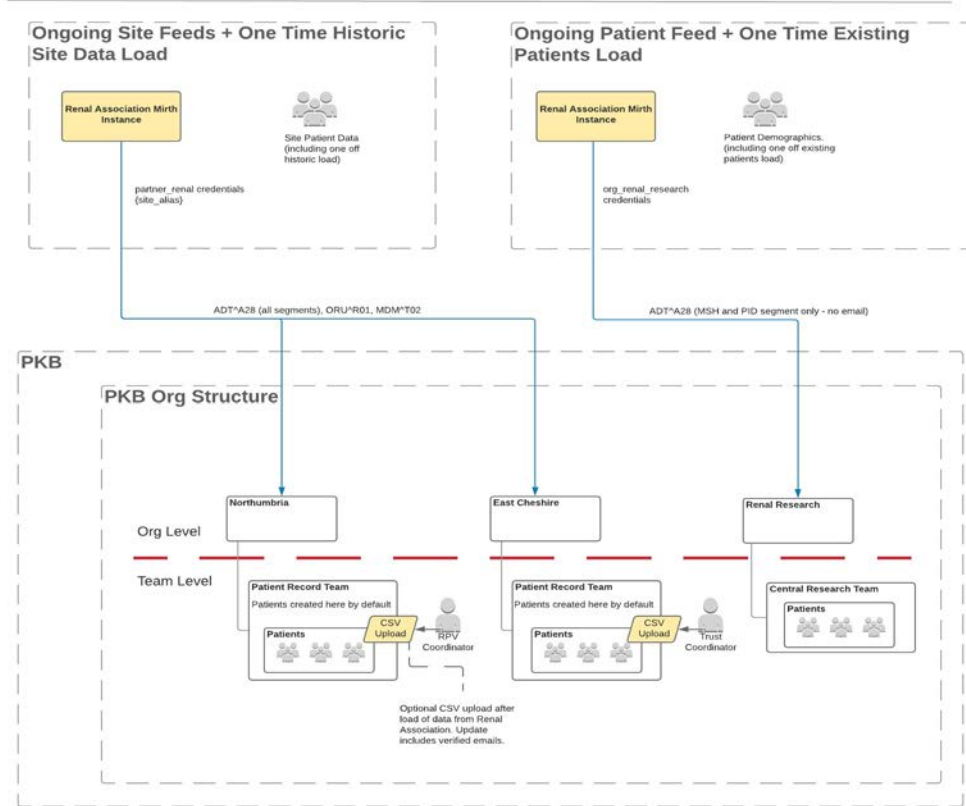 Ongoing Site Feeds + One Time Historic
Site Data Load
Renal Association Mirth
Instance
Site Patient Data
(including one off
historic load)
partner_renal credentials
{site_alias}
Ongoing Patient Feed + One Time Existing
Patients Load
Renal Association Mirth
Instance
Patient Demographics.
(including one off existing
patients load)
org_renal_research
credentials
ADT^A28 (all segments), ORU^R01, MDM^T02
ADT^A28 (MSH and PID segment only - no email)
PKB
PKB Org Structure
Northumbria
East Cheshire
Renal Research
Org Level
Team Level
Patient Record Team
Patients created here by default
Patients
CSV
Upload
RPV
Coordinator
Patient Record Team
Patients created here by default
Patients
CSV
Upload
Trust
Coordinator
Central Research Team
Patients
Optional CSV upload after
load of data from Renal
Association. Update
includes verified emails.